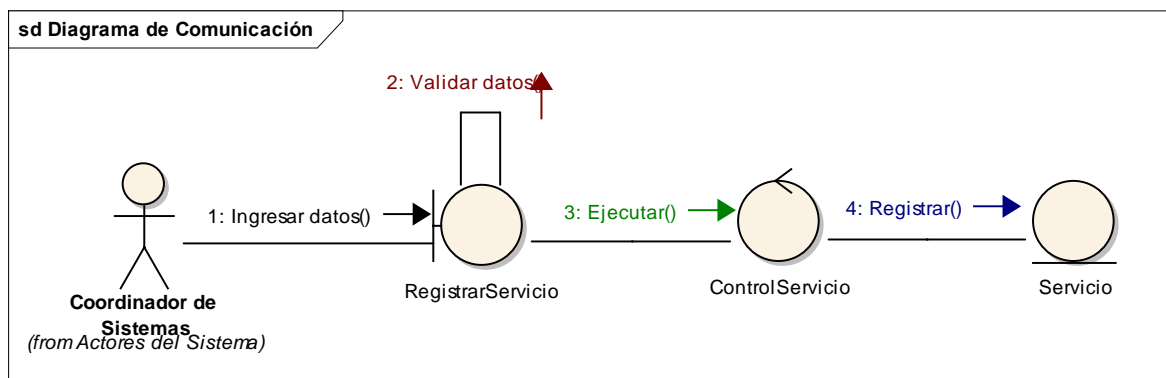 sd Diagrama de Comunicación
2: Validar datos()
1: Ingresar datos()
3: Ejecutar()
4: Registrar()
RegistrarServicio
ControlServicio
Servicio
Coordinador de
Sistemas
(from Actores del Sistema)